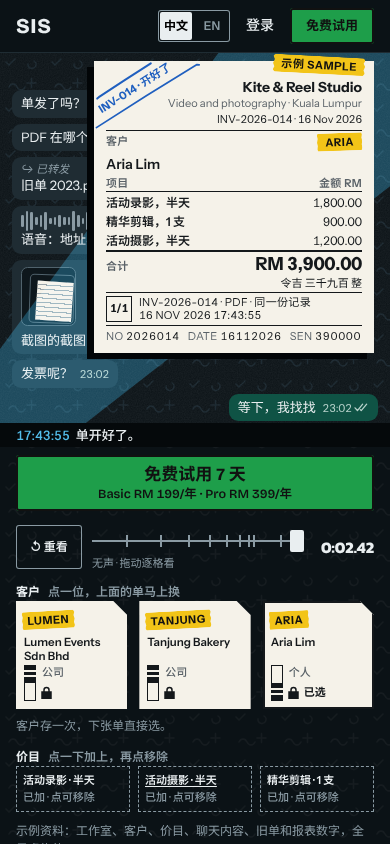 SIS
中文 EN
登录
免费试用
单发了吗？
PDF 在哪个
↪ 已转发
旧单 2023.p
语音：地址
截图的截图
发票呢？ 23:02
INV-014·开好了
示例 SAMPLE
Kite & Reel Studio
Video and photography · Kuala Lumpur
INV-2026-014 · 16 Nov 2026
客户 ARIA
Aria Lim
项目 金额 RM
活动录影，半天 1,800.00
精华剪辑，1 支 900.00
活动摄影，半天 1,200.00
合计 RM 3,900.00
令吉 三千九百 整
1/1
INV-2026-014 · PDF · 同一份记录
16 NOV 2026 17:43:55
NO 2026014 DATE 16112026 SEN 390000
等下，我找找 23:02
17:43:55 单开好了。
免费试用 7 天
Basic RM 199/年 · Pro RM 399/年
重看
0:02.42
无声 · 拖动逐格看
客户 点一位，上面的单马上换
LUMEN
Lumen Events
Sdn Bhd
公司
TANJUNG
Tanjung Bakery
公司
ARIA
Aria Lim
个人
已选
客户存一次，下张单直接选。
价目 点一下加上，再点移除
活动录影·半天
已加·点可移除
活动摄影·半天
已加·点可移除
精华剪辑·1支
已加·点可移除
示例资料：工作室、客户、价目、聊天内容、旧单和报表数字，全